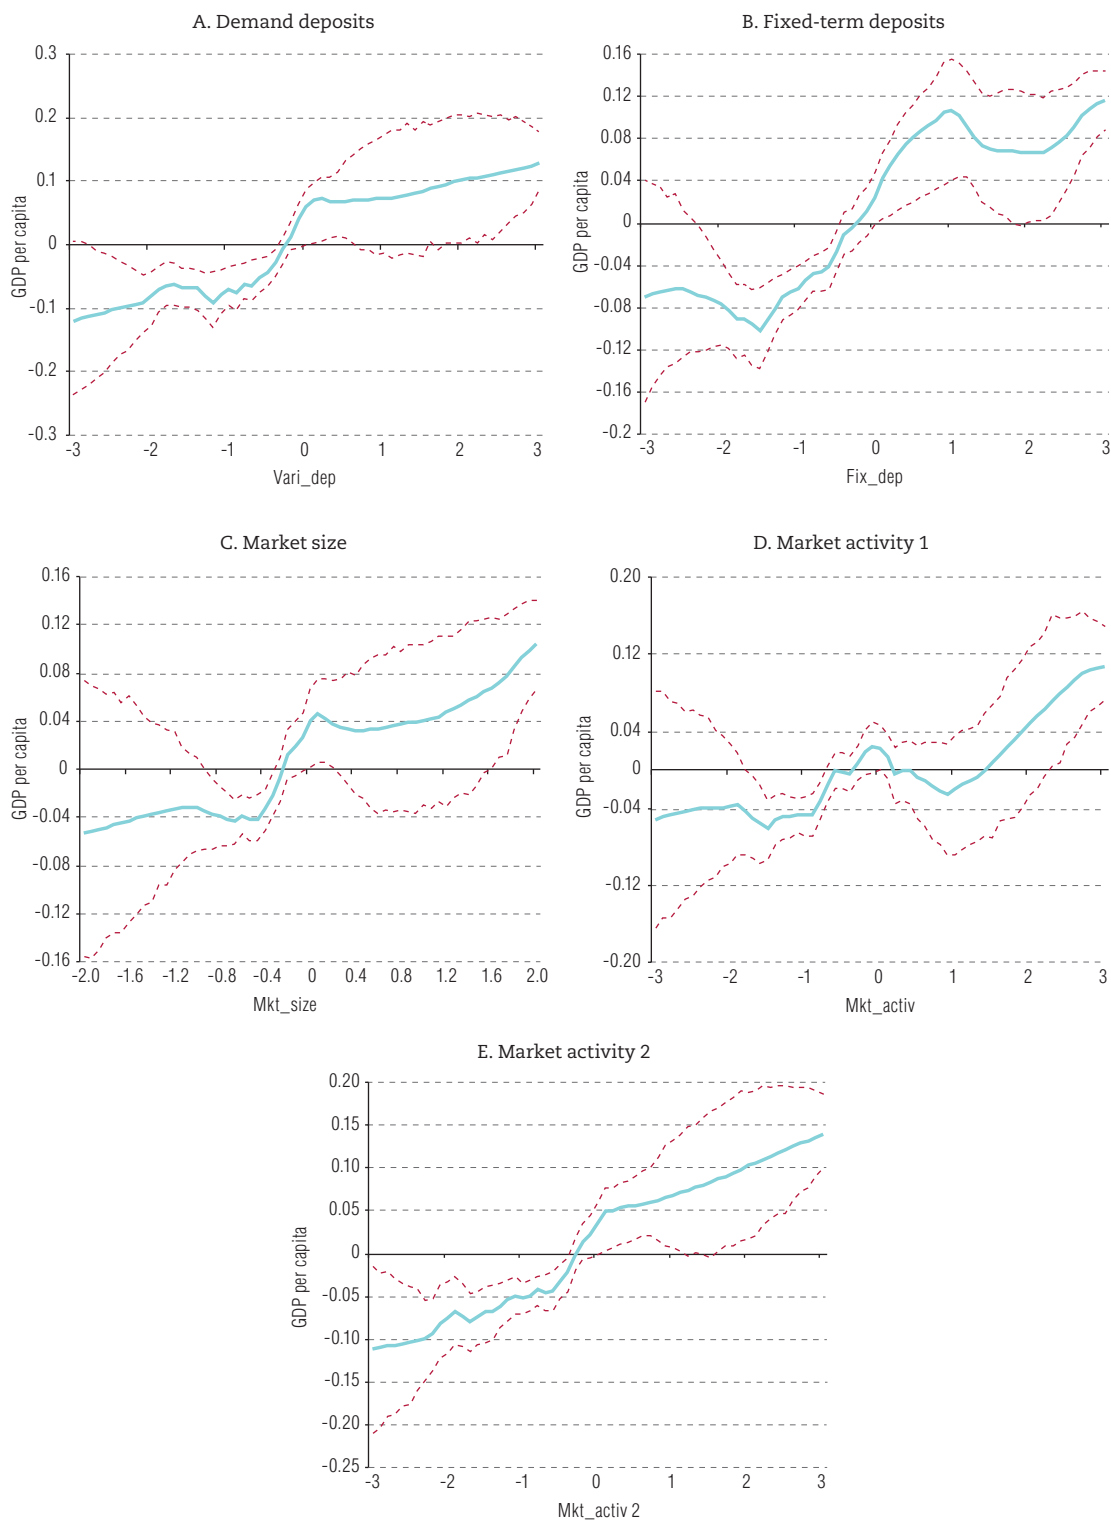 A. Demand deposits
0.3
0.2
0.1
0
-0.1
-0.2
-0.3
GDP per capita
-3 -2 -1 0 1 2 3
Vari_dep
B. Fixed-term deposits
0.16
0.12
0.08
0.04
0
-0.04
-0.08
-0.12
-0.16
-0.2
GDP per capita
-3 -2 -1 0 1 2 3
Fix_dep
C. Market size
0.16
0.12
0.08
0.04
0
-0.04
-0.08
-0.12
-0.16
GDP per capita
-2.0 -1.6 -1.2 -0.8 -0.4 0 0.4 0.8 1.2 1.6 2.0
Mkt_size
D. Market activity 1
0.20
0.12
0.04
0
-0.04
-0.12
-0.20
GDP per capita
-3 -2 -1 0 1 2 3
Mkt_activ
E. Market activity 2
0.20
0.15
0.10
0.05
0
-0.05
-0.10
-0.15
-0.20
-0.25
GDP per capita
-3 -2 -1 0 1 2 3
Mkt_activ 2